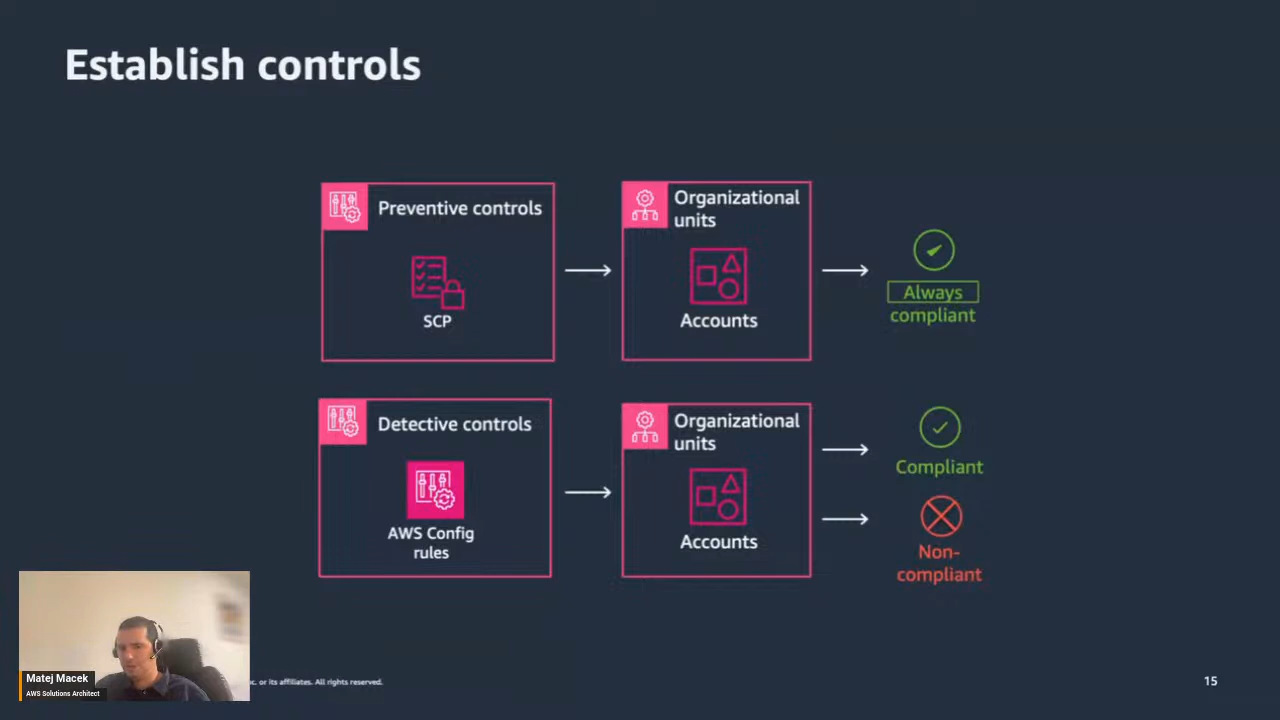 Establish controls
Preventive controls
SCP
Organizational
units
Accounts
Always
compliant
Detective controls
AWS Config
rules
Organizational
units
Accounts
Compliant
Non-
compliant
Matej Macek
AWS Solutions Architect
or its affiliates. All rights reserved.
15